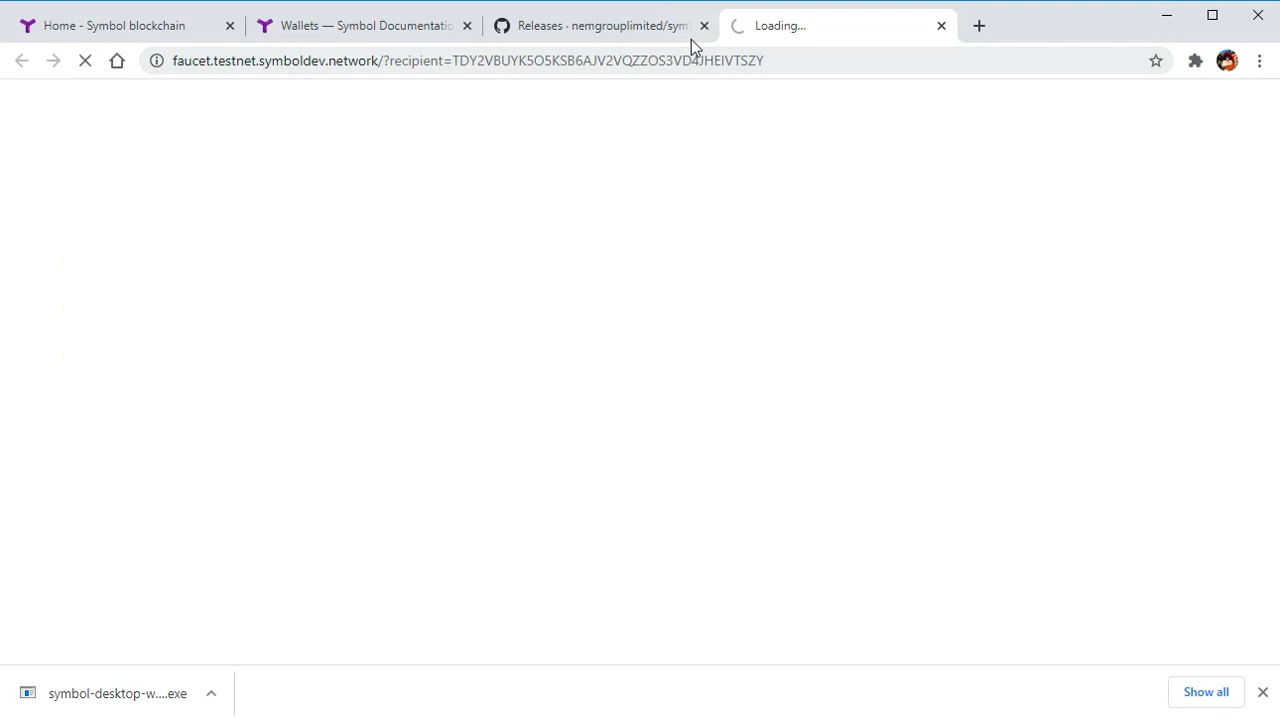 Home - Symbol blockchain
Wallets — Symbol Documentatio
Releases · nemgrouplimited/sym
Loading...
faucet.testnet.symboldev.network/?recipient=TDY2VBUYK5O5KSB6AJV2VQZZOS3VD4JHEIVTSZY
symbol-desktop-w....exe
Show all